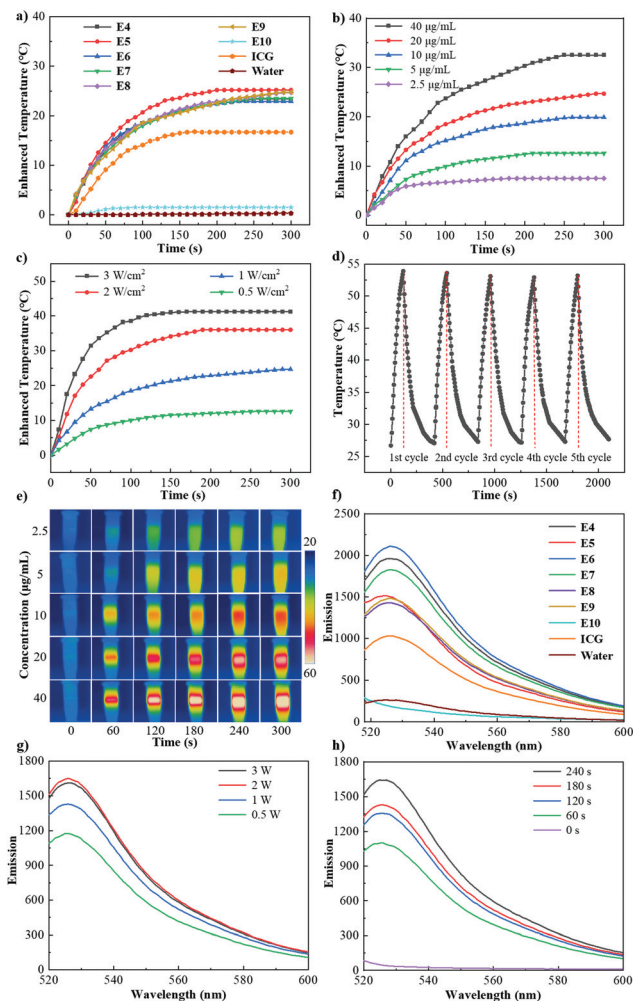 a)
E4
E5
E6
E7
E8
E9
E10
ICG
Water
Enhanced Temperature (℃)
40
30
20
10
0
0 50 100 150 200 250 300
Time (s)
b)
40 μg/mL
20 μg/mL
10 μg/mL
5 μg/mL
2.5 μg/mL
Enhanced Temperature (℃)
40
30
20
10
0
0 50 100 150 200 250 300
Time (s)
c)
3 W/cm²
2 W/cm²
1 W/cm²
0.5 W/cm²
Enhanced Temperature (℃)
50
40
30
20
10
0
0 50 100 150 200 250 300
Time (s)
d)
Temperature (℃)
55
50
45
40
35
30
25
1st cycle 2nd cycle 3rd cycle 4th cycle 5th cycle
0 500 1000 1500 2000
Time (s)
e)
Concentration (μg/mL)
2.5
5
10
20
40
20
60
0 60 120 180 240 300
Time (s)
f)
E4
E5
E6
E7
E8
E9
E10
ICG
Water
Emission
2500
2000
1500
1000
500
0
520 540 560 580 600
Wavelength (nm)
g)
3 W
2 W
1 W
0.5 W
Emission
1800
1500
1200
900
600
300
0
520 540 560 580 600
Wavelength (nm)
h)
240 s
180 s
120 s
60 s
0 s
Emission
1800
1500
1200
900
600
300
0
520 540 560 580 600
Wavelength (nm)